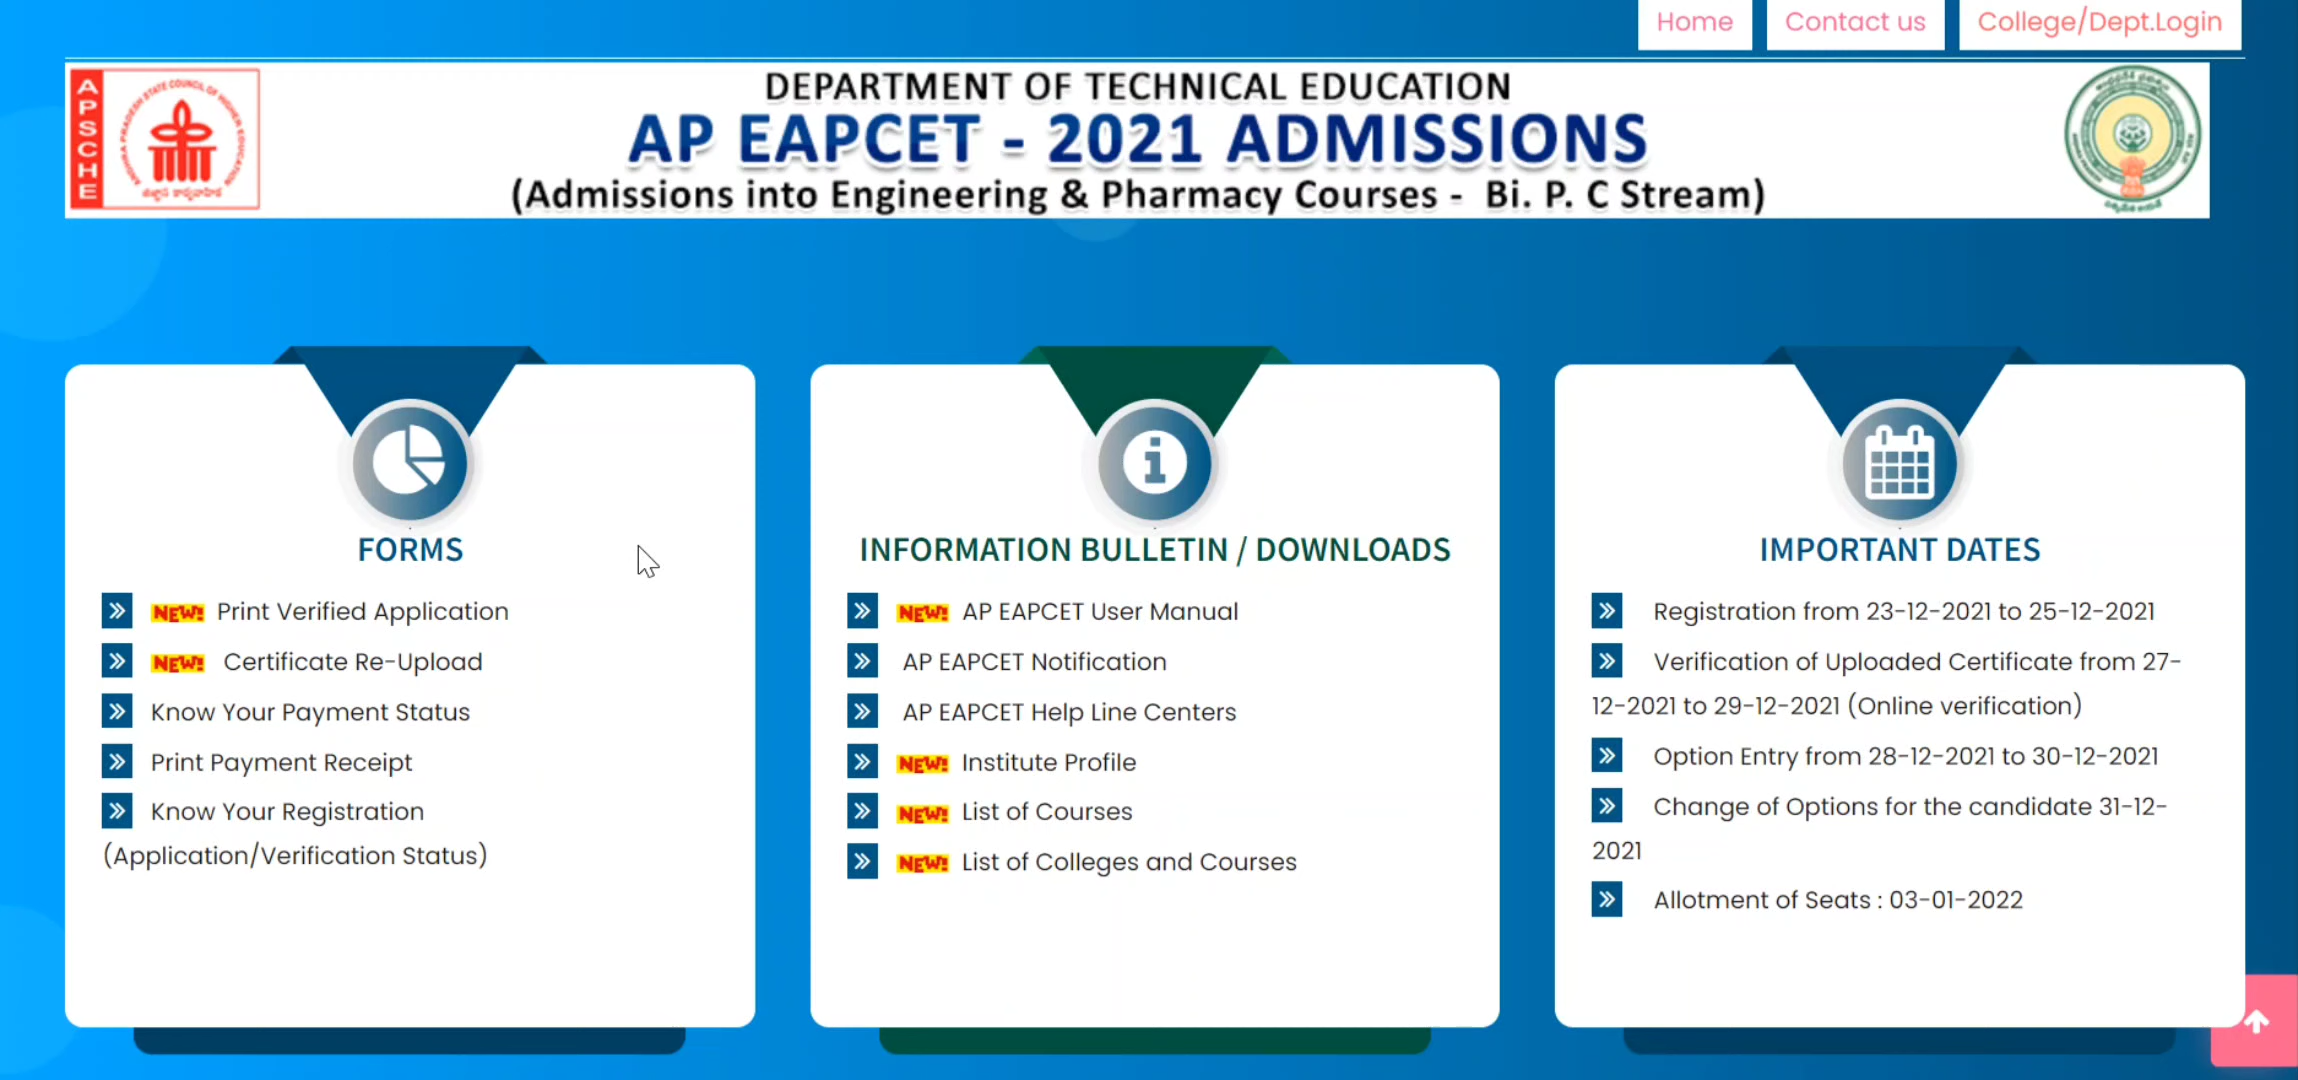 Home
Contact us
College/Dept.Login
APSCHE
DEPARTMENT OF TECHNICAL EDUCATION
AP EAPCET - 2021 ADMISSIONS
(Admissions into Engineering & Pharmacy Courses - Bi. P. C Stream)
FORMS
NEW! Print Verified Application
NEW! Certificate Re-Upload
Know Your Payment Status
Print Payment Receipt
Know Your Registration
(Application/Verification Status)
INFORMATION BULLETIN / DOWNLOADS
NEW! AP EAPCET User Manual
AP EAPCET Notification
AP EAPCET Help Line Centers
NEW! Institute Profile
NEW! List of Courses
NEW! List of Colleges and Courses
IMPORTANT DATES
Registration from 23-12-2021 to 25-12-2021
Verification of Uploaded Certificate from 27-
12-2021 to 29-12-2021 (Online verification)
Option Entry from 28-12-2021 to 30-12-2021
Change of Options for the candidate 31-12-
2021
Allotment of Seats : 03-01-2022